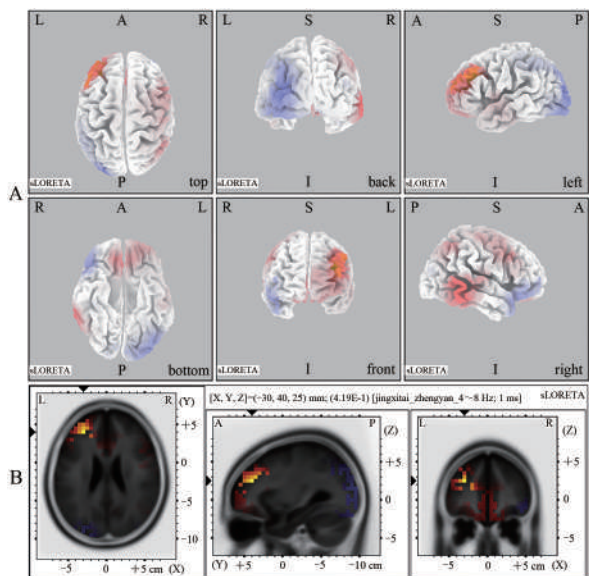 L A R
sLORETA P top
L S R
sLORETA I back
A S P
sLORETA I left
A
R A L
sLORETA P bottom
R S L
sLORETA I front
P S A
sLORETA I right
B
[X, Y, Z]=(−30, 40, 25) mm; (4.19E-1) [jingxitai_zhengyan_4～8 Hz; 1 ms] sLORETA
L R (Y)
+5
0
−5
−10
−5 0 +5 cm (X)
A P (Z)
+5
0
−5
(Y) +5 0 −5 −10 cm
L R (Z)
+5
0
−5
−5 0 +5 cm (X)